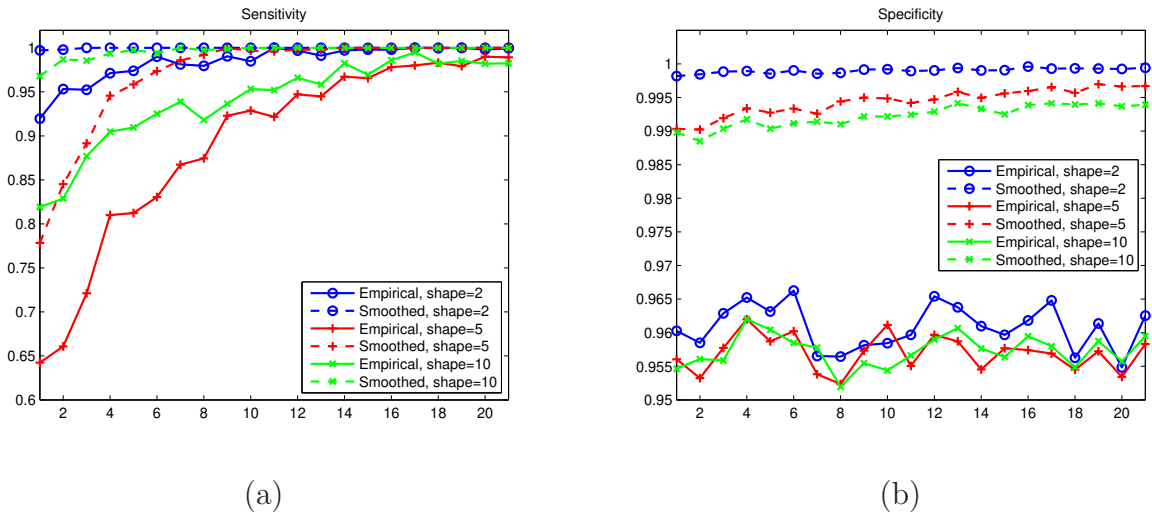 Sensitivity
1
0.95
0.9
0.85
0.8
0.75
0.7
0.65
0.6
2 4 6 8 10 12 14 16 18 20
Empirical, shape=2
Smoothed, shape=2
Empirical, shape=5
Smoothed, shape=5
Empirical, shape=10
Smoothed, shape=10
(a)
Specificity
1
0.995
0.99
0.985
0.98
0.975
0.97
0.965
0.96
0.955
0.95
2 4 6 8 10 12 14 16 18 20
Empirical, shape=2
Smoothed, shape=2
Empirical, shape=5
Smoothed, shape=5
Empirical, shape=10
Smoothed, shape=10
(b)